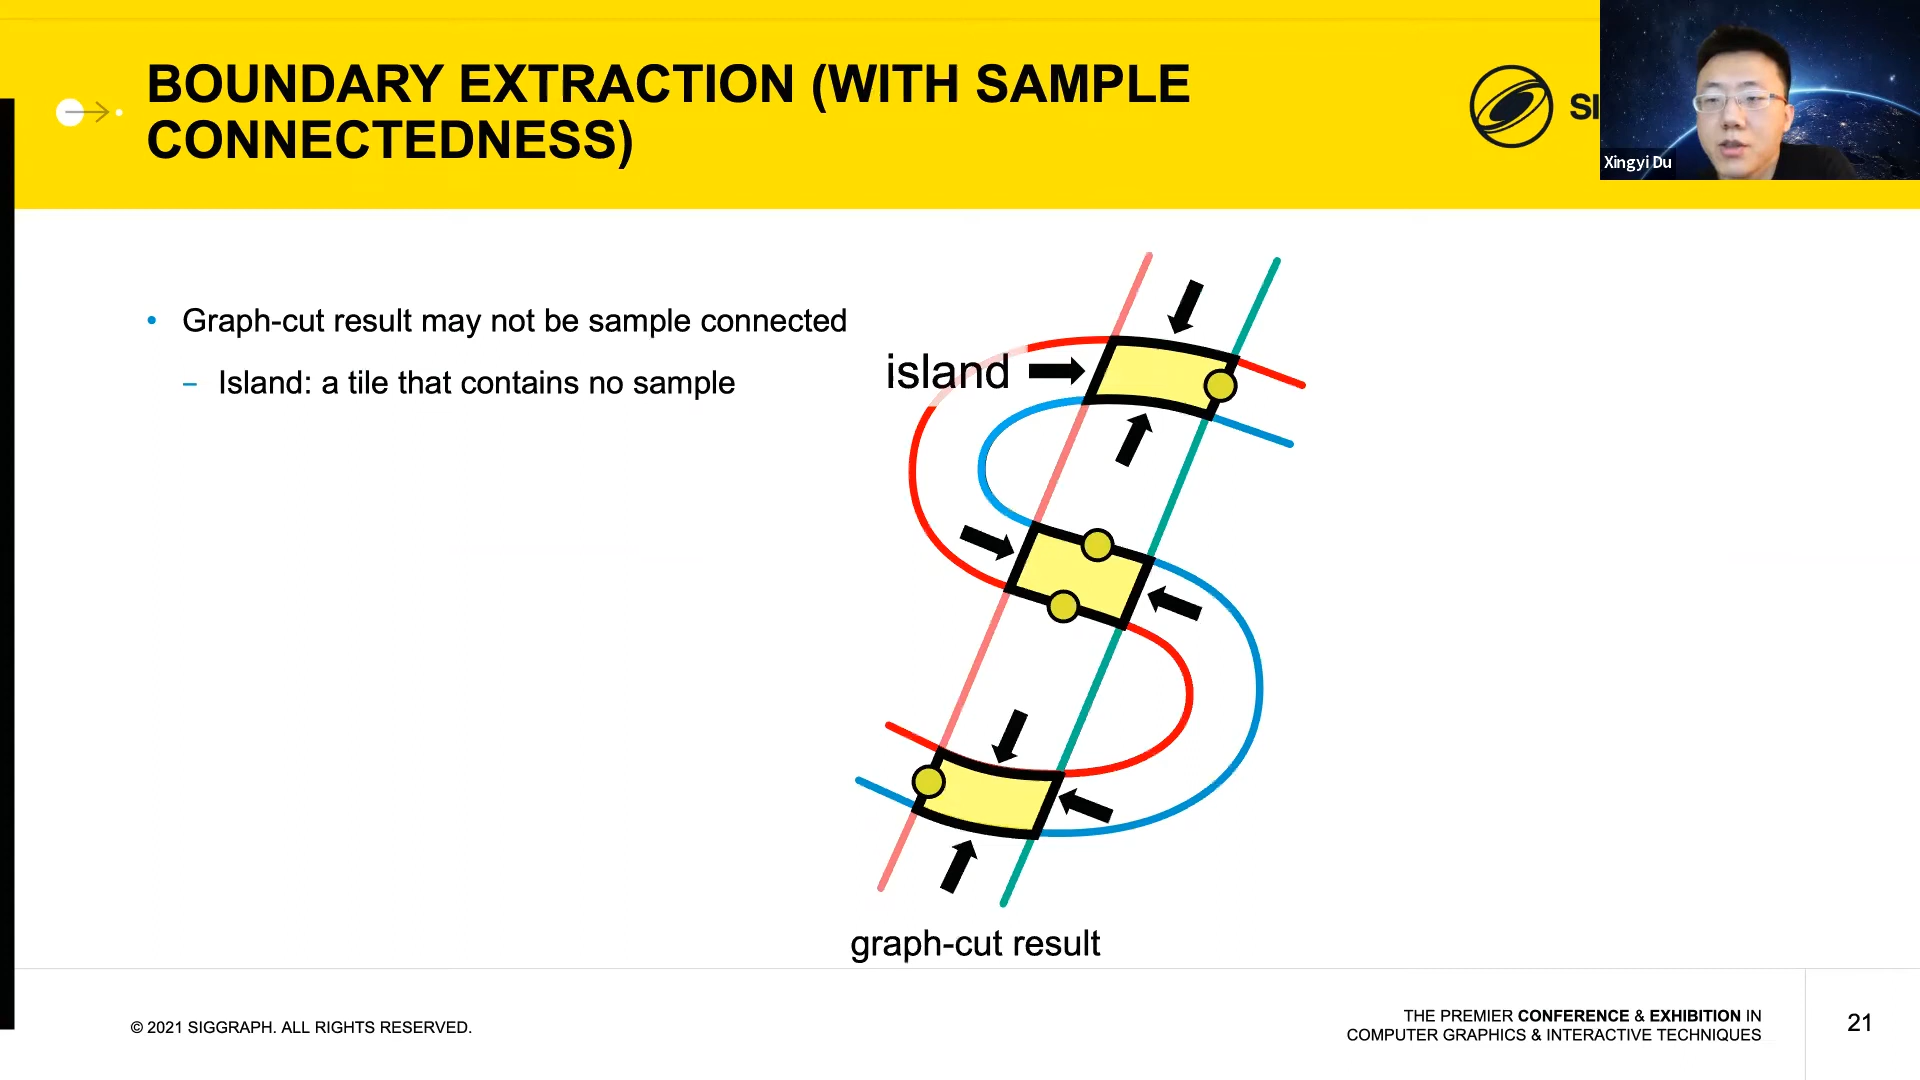 BOUNDARY EXTRACTION (WITH SAMPLE
CONNECTEDNESS)
SI
Xingyi Du
• Graph-cut result may not be sample connected
– Island: a tile that contains no sample
island
graph-cut result
© 2021 SIGGRAPH. ALL RIGHTS RESERVED.
THE PREMIER CONFERENCE & EXHIBITION IN
COMPUTER GRAPHICS & INTERACTIVE TECHNIQUES
21